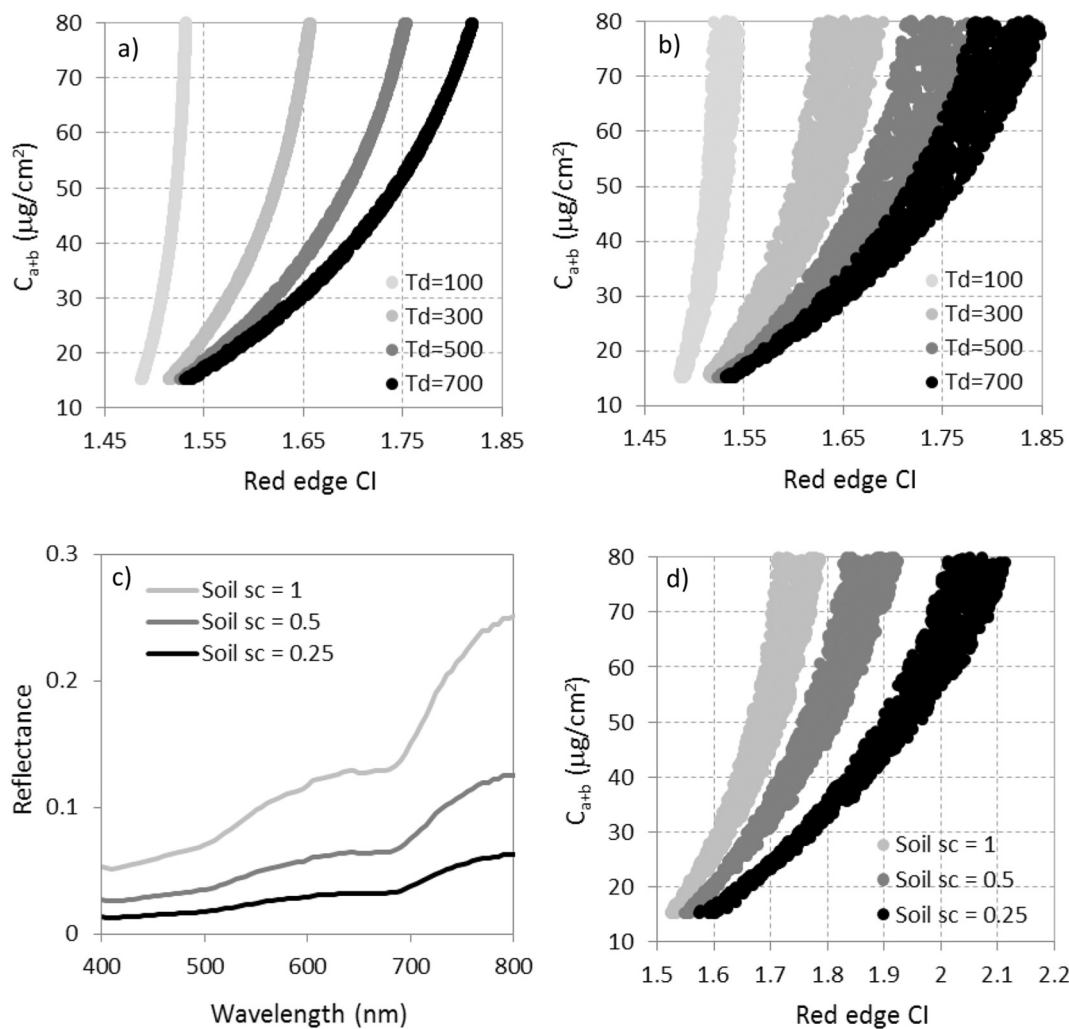 a)
80
70
60
50
40
30
20
10
C_a+b (µg/cm²)
1.45 1.55 1.65 1.75 1.85
Red edge CI
Td=100
Td=300
Td=500
Td=700
b)
80
70
60
50
40
30
20
10
C_a+b (µg/cm²)
1.45 1.55 1.65 1.75 1.85
Red edge CI
Td=100
Td=300
Td=500
Td=700
c)
0.3
0.2
0.1
0
Reflectance
400 500 600 700 800
Wavelength (nm)
Soil sc = 1
Soil sc = 0.5
Soil sc = 0.25
d)
80
70
60
50
40
30
20
10
C_a+b (µg/cm²)
1.5 1.6 1.7 1.8 1.9 2 2.1 2.2
Red edge CI
Soil sc = 1
Soil sc = 0.5
Soil sc = 0.25